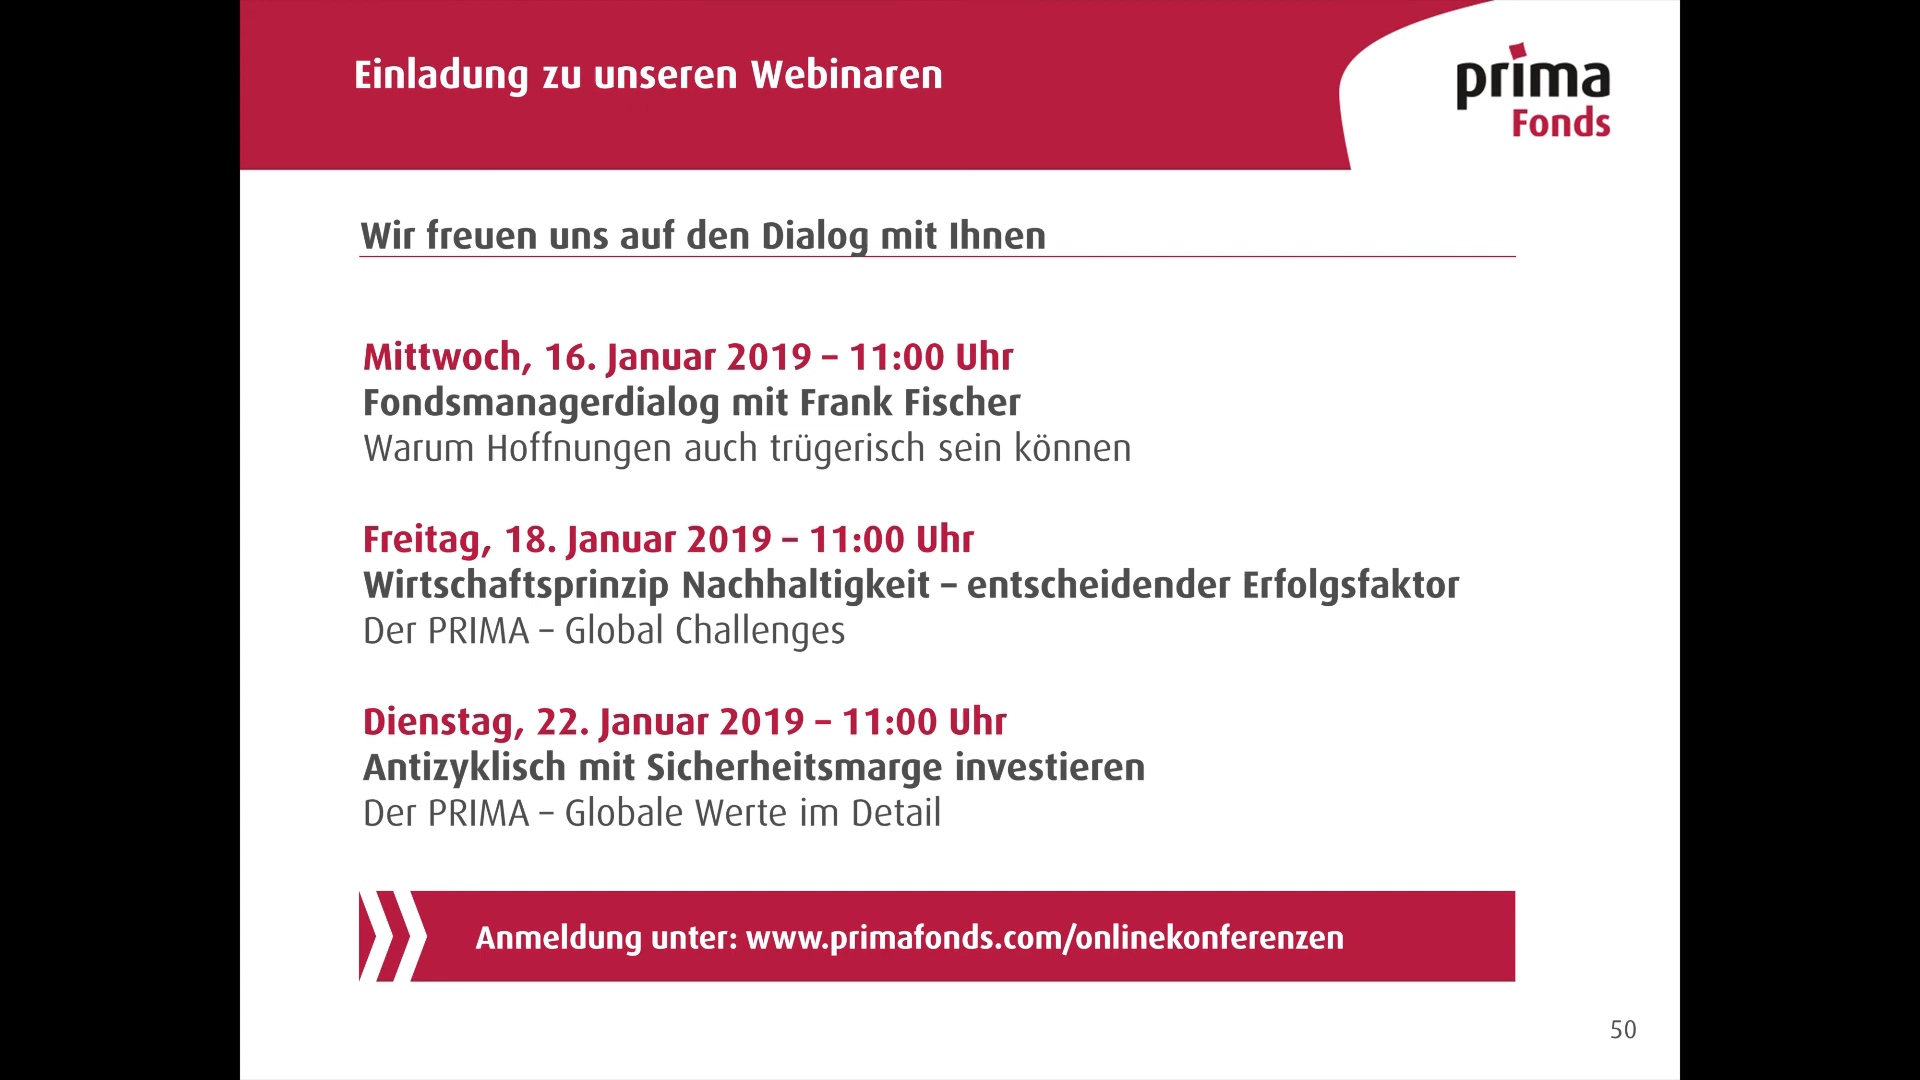 Einladung zu unseren Webinaren
prima
Fonds
Wir freuen uns auf den Dialog mit Ihnen
Mittwoch, 16. Januar 2019 – 11:00 Uhr
Fondsmanagerdialog mit Frank Fischer
Warum Hoffnungen auch trügerisch sein können
Freitag, 18. Januar 2019 – 11:00 Uhr
Wirtschaftsprinzip Nachhaltigkeit – entscheidender Erfolgsfaktor
Der PRIMA – Global Challenges
Dienstag, 22. Januar 2019 – 11:00 Uhr
Antizyklisch mit Sicherheitsmarge investieren
Der PRIMA – Globale Werte im Detail
Anmeldung unter: www.primafonds.com/onlinekonferenzen
50